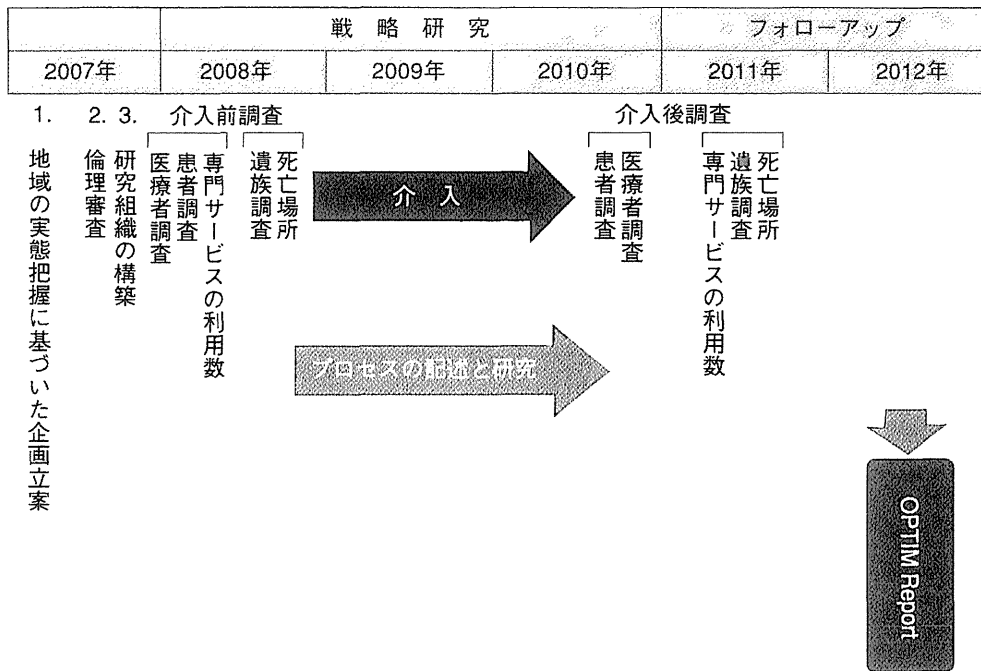 戦略研究
フォローアップ
2007年
2008年
2009年
2010年
2011年
2012年
1.
2. 3.
介入前調査
介入後調査
地域の実態把握に基づいた企画立案
倫理審査
研究組織の構築
医療者調査
患者調査
専門サービスの利用数
遺族調査
死亡場所
介入
患者調査
医療者調査
専門サービスの利用数
遺族調査
死亡場所
プロセスの記述と研究
OPTIM Report